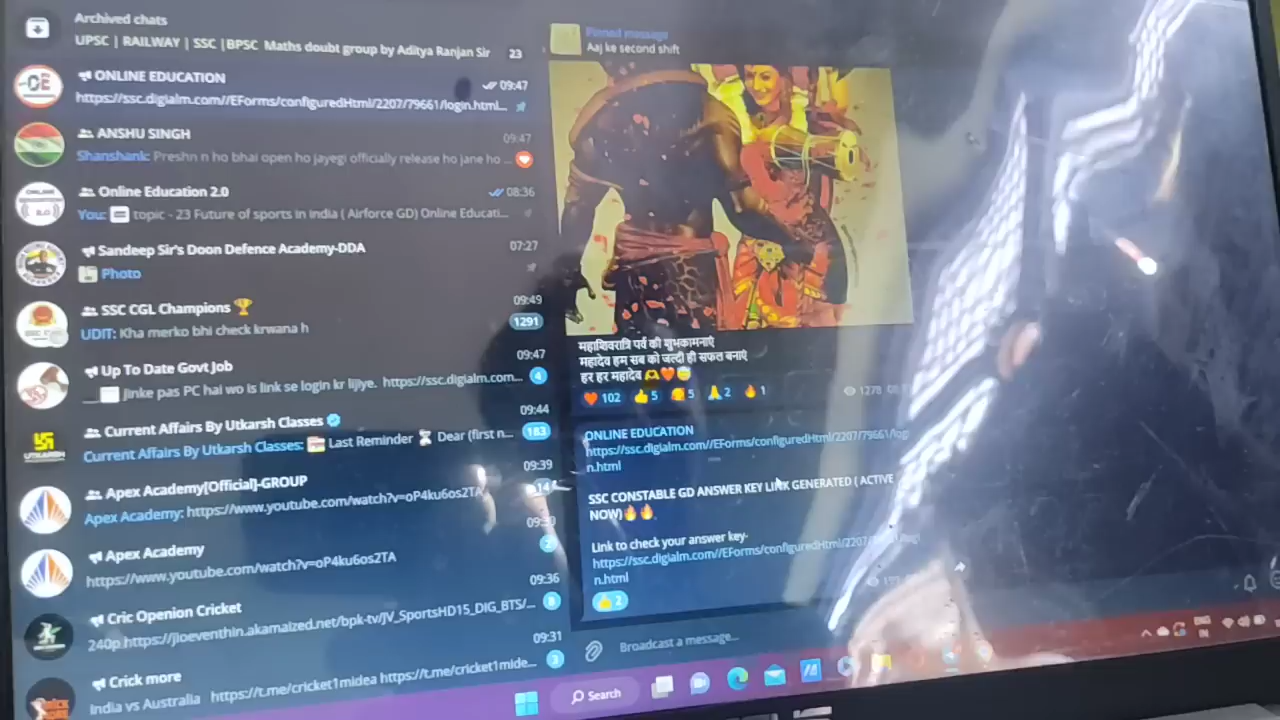 Archived chats
UPSC | RAILWAY | SSC |BPSC Maths doubt group by Aditya Ranjan Sir 23
ONLINE EDUCATION 09:47
https://ssc.digialm.com//EForms/configuredHtml/2207/79661/login.html...
ANSHU SINGH 09:47
Shanshank: Preshn n ho bhai open ho jayegi officially release ho jane ho ...
Online Education 2.0 08:36
You: topic - 23 Future of sports in india ( Airforce GD) Online Educati...
Sandeep Sir's Doon Defence Academy-DDA 07:27
Photo
SSC CGL Champions 🏆 09:49
UDIT: Kha merko bhi check krwana h 1291
Up To Date Govt Job 09:47
Jinke pas PC hai wo is link se login kr lijiye. https://ssc.digialm.com... 4
Current Affairs By Utkarsh Classes 09:44
Current Affairs By Utkarsh Classes: 📅 Last Reminder ⏳ Dear (first n... 183
UTKARSH
Apex Academy[Official]-GROUP 09:39
Apex Academy: https://www.youtube.com/watch?v=oP4ku6os2TA 14
Apex Academy
https://www.youtube.com/watch?v=oP4ku6os2TA
Cric Openion Cricket 09:36
240p https://jioeventhin.akamaized.net/bpk-tv/JV_SportsHD15_DIG_BTS/... 8
Crick more 09:31
India vs Australia https://t.me/cricket1midea https://t.me/cricket1mide... 3
Pinned message
Aaj ke second shift
महाशिवरात्रि पर्व की शुभकामनाएं
महादेव हम सब को जल्दी ही सफल बनाएं
हर हर महादेव 🫶❤️😇
❤️ 102 👍 5 🥰 5 🙏 2 🔥 1 1278
ONLINE EDUCATION
https://ssc.digialm.com//EForms/configuredHtml/2207/79661/logi
n.html
SSC CONSTABLE GD ANSWER KEY LINK GENERATED ( ACTIVE
NOW)🔥🔥.
Link to check your answer key-
https://ssc.digialm.com//EForms/configuredHtml/2207/79661/logi
n.html
👍 2
Broadcast a message...
Search
ENG
IN